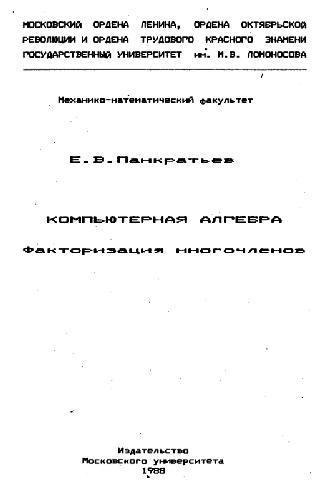 МОСКОВСКИЙ ОРДЕНА ЛЕНИНА, ОРДЕНА ОКТЯБРЬСКОЙ
РЕВОЛЮЦИИ И ОРДЕНА ТРУДОВОГО КРАСНОГО ЗНАМЕНИ
ГОСУДАРСТВЕННЫЙ УНИВЕРСИТЕТ им. М.В. ЛОМОНОСОВА
Механико-математический факультет
Е.В.Панкратьев
КОМПЬЮТЕРНАЯ АЛГЕБРА
Факторизация многочленов
Издательство
Московского университета
1988